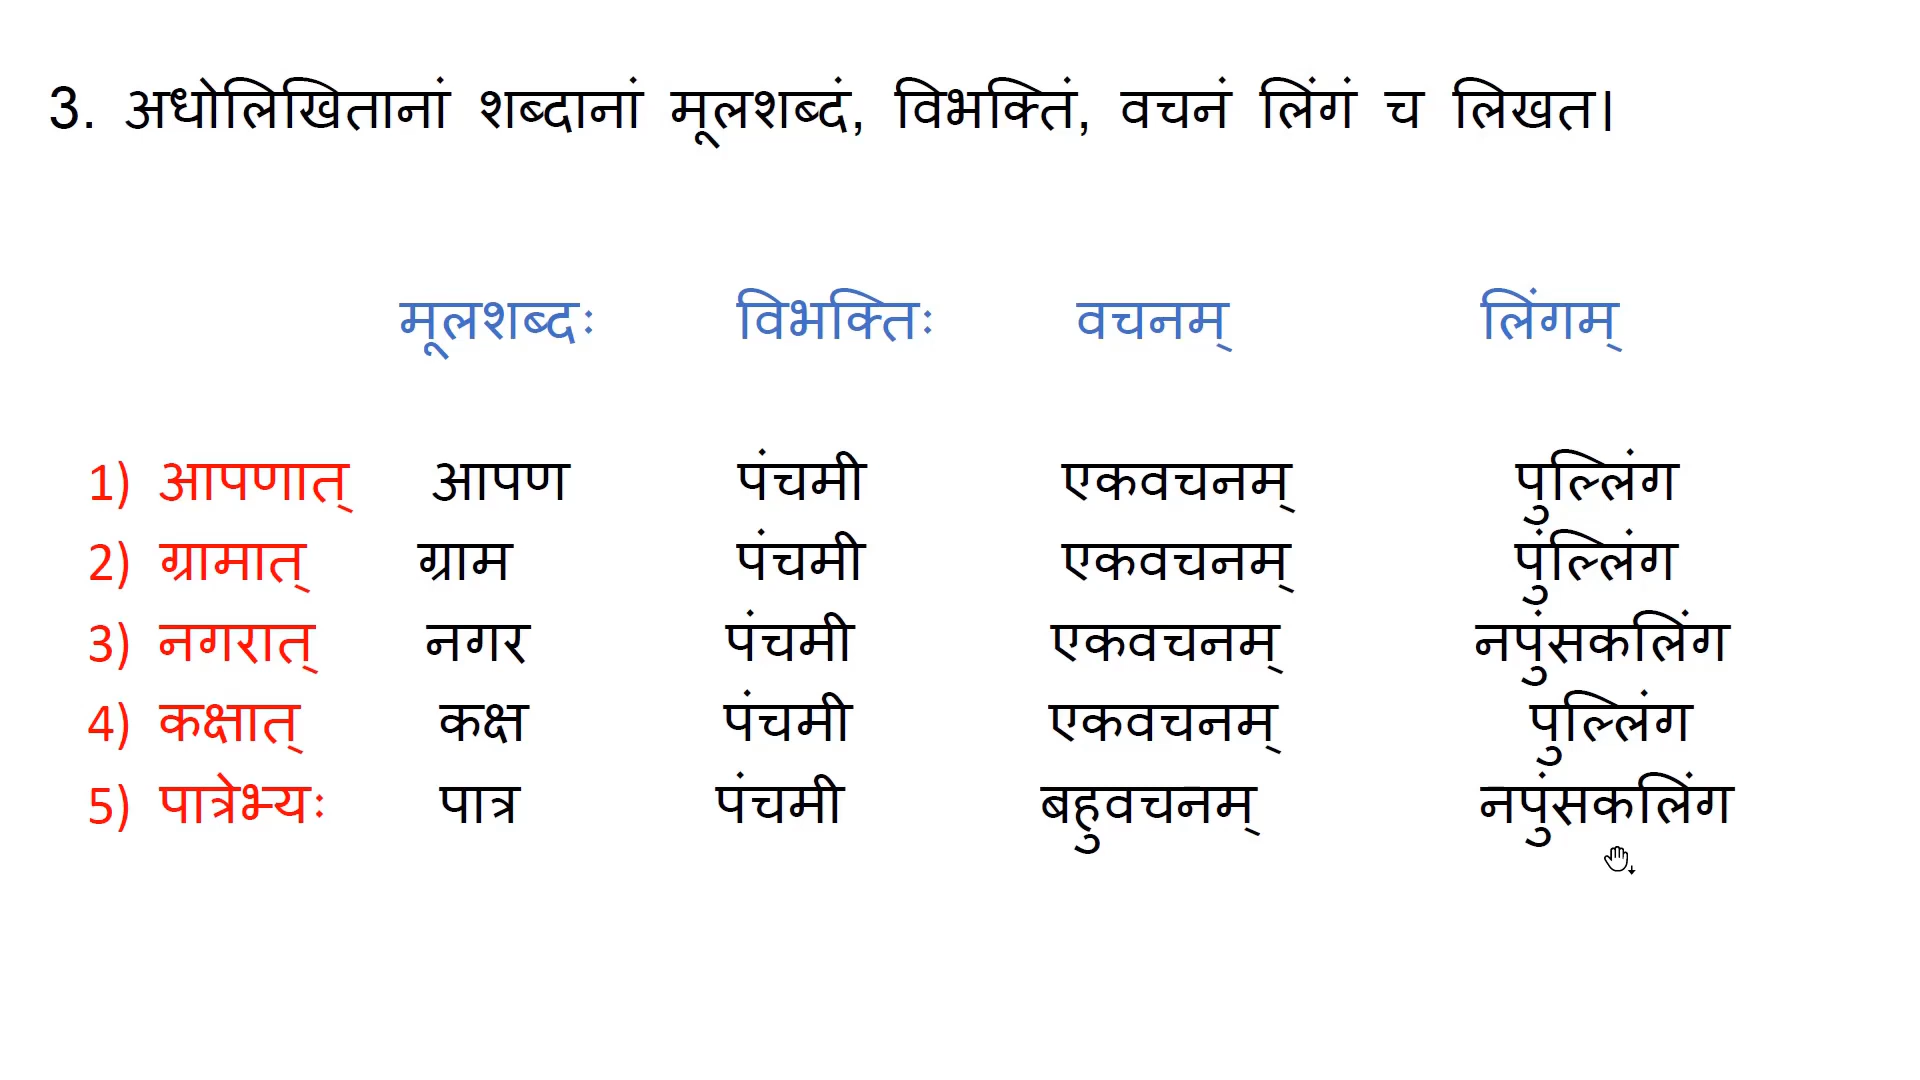 3. अधोलिखितानां शब्दानां मूलशब्दं, विभक्तिं, वचनं लिंगं च लिखत।
मूलशब्दः विभक्तिः वचनम् लिंगम्
1) आपणात् आपण पंचमी एकवचनम् पुल्लिंग
2) ग्रामात् ग्राम पंचमी एकवचनम् पुंल्लिंग
3) नगरात् नगर पंचमी एकवचनम् नपुंसकलिंग
4) कक्षात् कक्ष पंचमी एकवचनम् पुल्लिंग
5) पात्रेभ्यः पात्र पंचमी बहुवचनम् नपुंसकलिंग